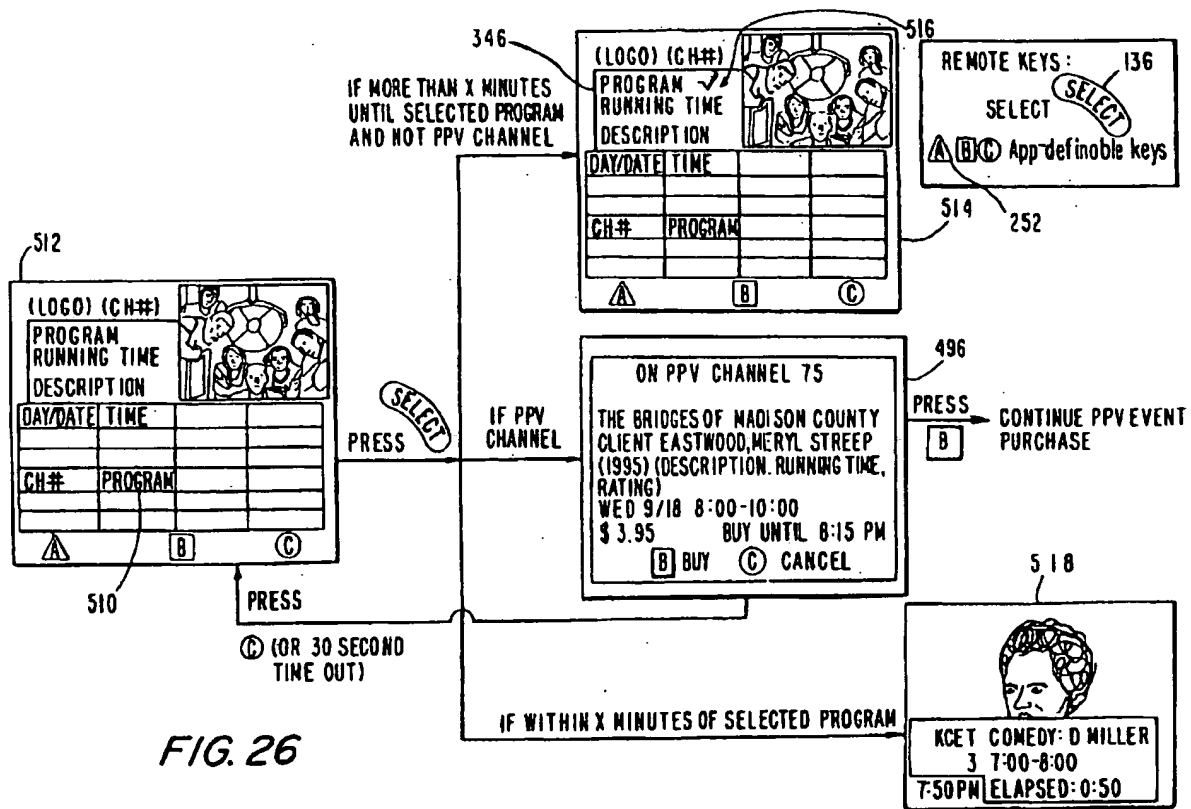 346
516
(LOGO) (CH#)
PROGRAM
RUNNING TIME
DESCRIPTION
DAY/DATE TIME
CH# PROGRAM
A B C
514
REMOTE KEYS:
136
SELECT SELECT
A B C App-definable keys
252
IF MORE THAN X MINUTES
UNTIL SELECTED PROGRAM
AND NOT PPV CHANNEL
512
(LOGO) (CH#)
PROGRAM
RUNNING TIME
DESCRIPTION
DAY/DATE TIME
CH# PROGRAM
A B C
510
PRESS SELECT
IF PPV
CHANNEL
496
ON PPV CHANNEL 75
THE BRIDGES OF MADISON COUNTY
CLIENT EASTWOOD, MERYL STREEP
(1995) (DESCRIPTION. RUNNING TIME,
RATING)
WED 9/18 8:00-10:00
$ 3.95 BUY UNTIL 8:15 PM
B BUY C CANCEL
PRESS
B
CONTINUE PPV EVENT
PURCHASE
PRESS
C (OR 30 SECOND
TIME OUT)
IF WITHIN X MINUTES OF SELECTED PROGRAM
518
KCET COMEDY: D MILLER
3 7:00-8:00
7:50PM ELAPSED: 0:50
FIG. 26